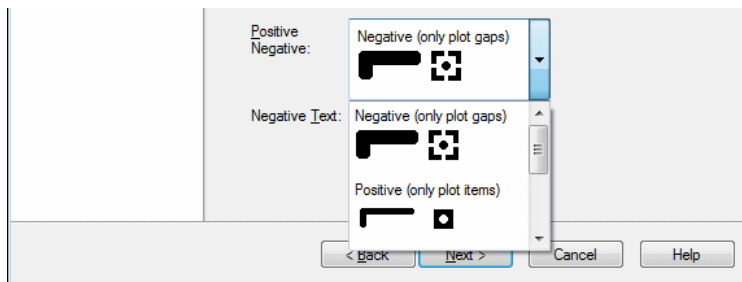 Positive
Negative:
Negative (only plot gaps)
Negative Text:
Negative (only plot gaps)
Positive (only plot items)
< Back
Next >
Cancel
Help